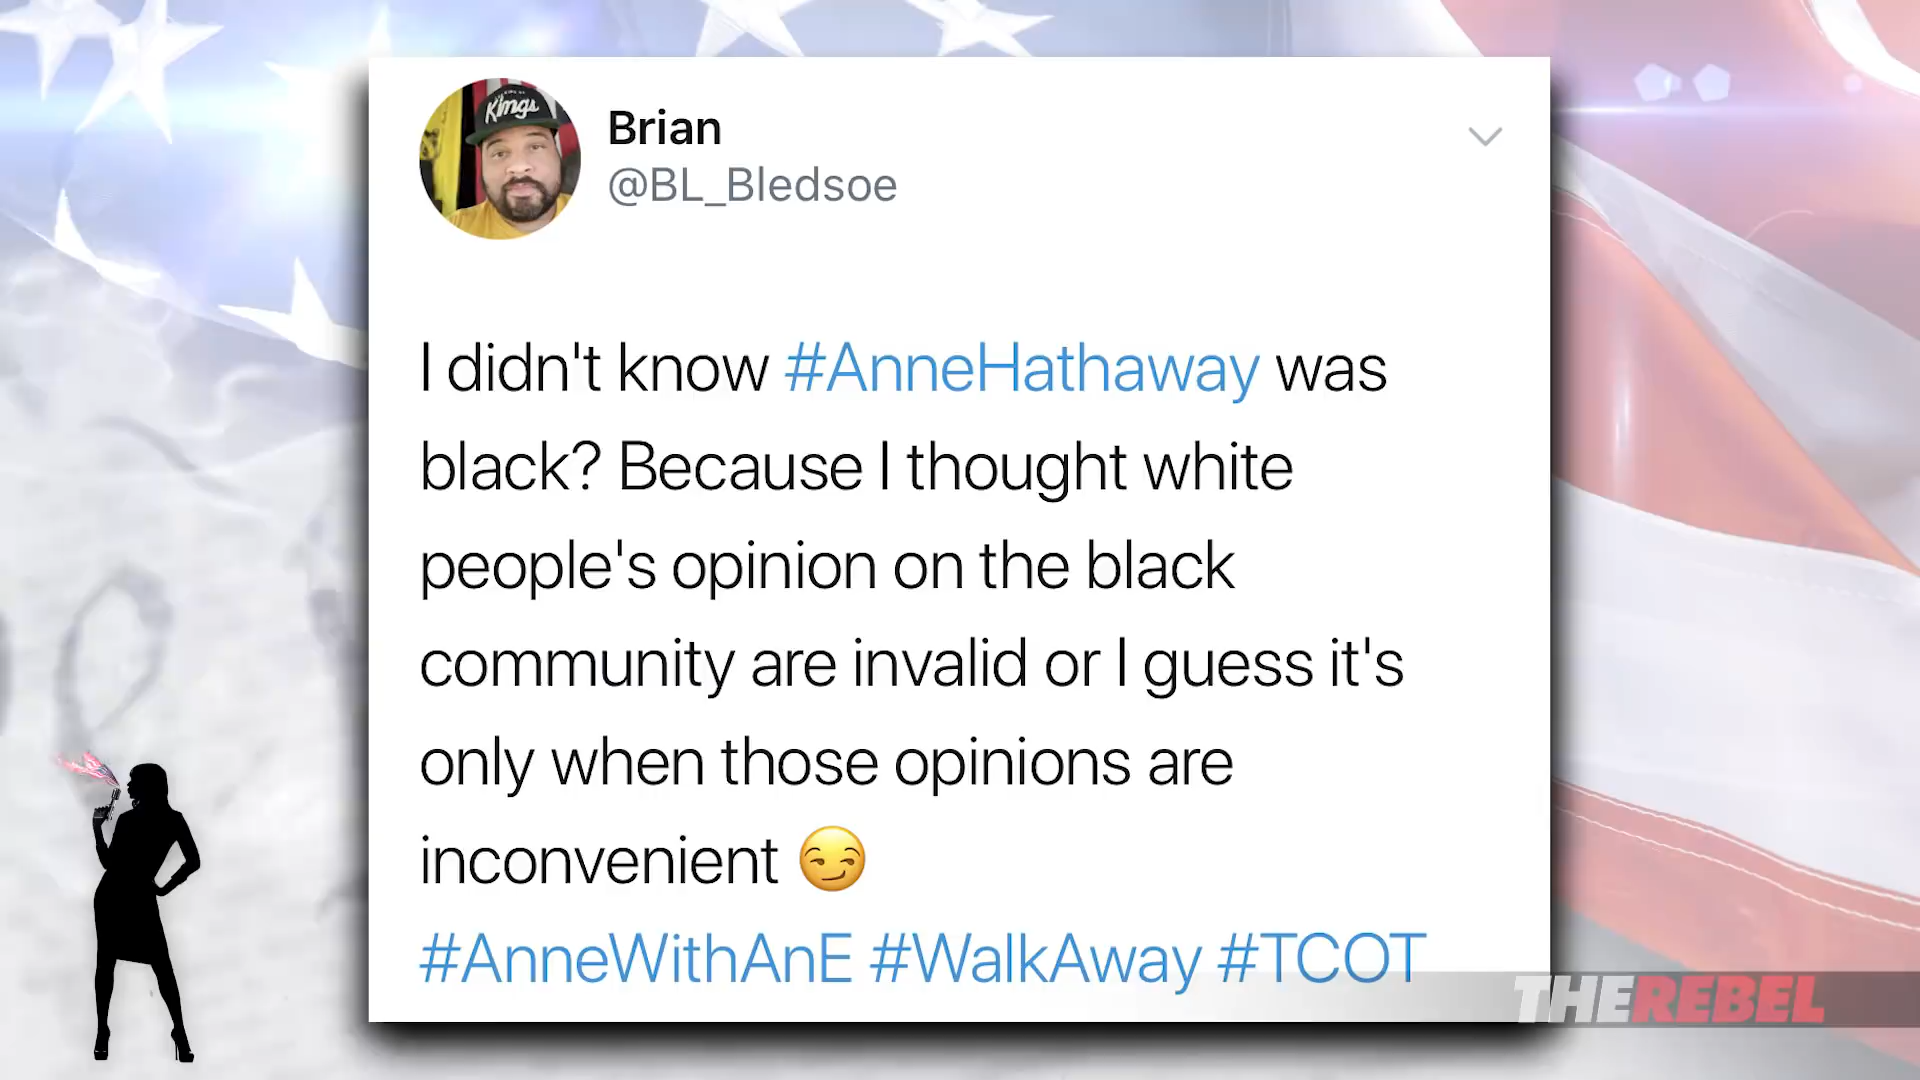 Kings
Brian
@BL_Bledsoe
I didn't know #AnneHathaway was
black? Because I thought white
people's opinion on the black
community are invalid or I guess it's
only when those opinions are
inconvenient 😏
#AnneWithAnE #WalkAway #TCOT
THEREBEL